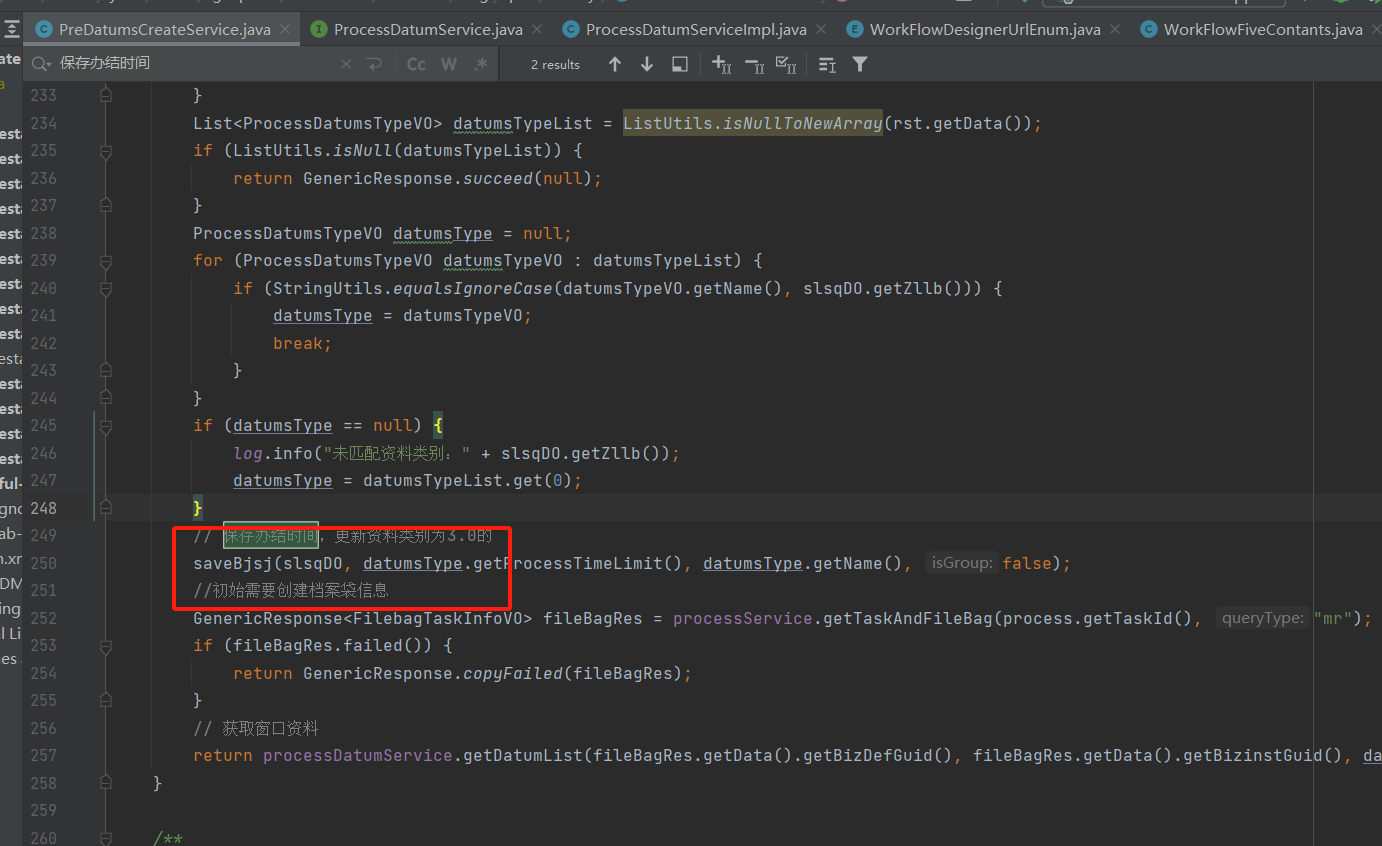 PreDatumsCreateService.java ProcessDatumService.java ProcessDatumServiceImpl.java WorkFlowDesignerUrlEnum.java WorkFlowFiveContants.java
保存办结时间 Cc W .* 2 results
233 }
234 List<ProcessDatumsTypeVO> datumsTypeList = ListUtils.isNullToNewArray(rst.getData());
235 if (ListUtils.isNull(datumsTypeList)) {
236 return GenericResponse.succeed(null);
237 }
238 ProcessDatumsTypeVO datumsType = null;
239 for (ProcessDatumsTypeVO datumsTypeVO : datumsTypeList) {
240 if (StringUtils.equalsIgnoreCase(datumsTypeVO.getName(), slsqDO.getZllb())) {
241 datumsType = datumsTypeVO;
242 break;
243 }
244 }
245 if (datumsType == null) {
246 log.info("未匹配资料类别：" + slsqDO.getZllb());
247 datumsType = datumsTypeList.get(0);
248 }
249 // 保存办结时间，更新资料类别为3.0的
250 saveBjsj(slsqDO, datumsType.getProcessTimeLimit(), datumsType.getName(), isGroup: false);
251 //初始需要创建档案袋信息
252 GenericResponse<FilebagTaskInfoVO> fileBagRes = processService.getTaskAndFileBag(process.getTaskId(), queryType: "mr");
253 if (fileBagRes.failed()) {
254 return GenericResponse.copyFailed(fileBagRes);
255 }
256 // 获取窗口资料
257 return processDatumService.getDatumList(fileBagRes.getData().getBizDefGuid(), fileBagRes.getData().getBizinstGuid(), da
258 }
259
260 /**